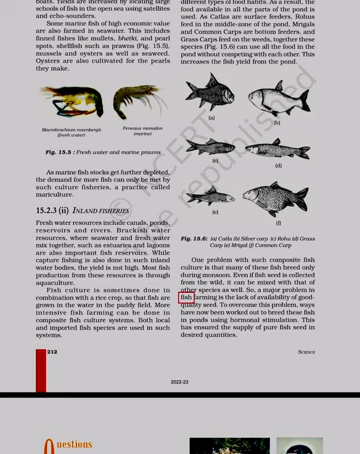 boats. Yields are increased by locating large
schools of fish in the open sea using satellites
and echo-sounders.
Some marine fish of high economic value
are also farmed in seawater. This includes
finned fishes like mullets, bhetki, and pearl
spots, shellfish such as prawns (Fig. 15.5),
mussels and oysters as well as seaweed.
Oysters are also cultivated for the pearls
they make.
Macrobrachium rosenbergii
(fresh water)
Peneaus monodon
(marine)
Fig. 15.5 : Fresh water and marine prawns
As marine fish stocks get further depleted,
the demand for more fish can only be met by
such culture fisheries, a practice called
mariculture.
15.2.3 (ii) INLAND FISHERIES
Fresh water resources include canals, ponds,
reservoirs and rivers. Brackish water
resources, where seawater and fresh water
mix together, such as estuaries and lagoons
are also important fish reservoirs. While
capture fishing is also done in such inland
water bodies, the yield is not high. Most fish
production from these resources is through
aquaculture.
Fish culture is sometimes done in
combination with a rice crop, so that fish are
grown in the water in the paddy field. More
intensive fish farming can be done in
composite fish culture systems. Both local
and imported fish species are used in such
systems.
different types of food habits. As a result, the
food available in all the parts of the pond is
used. As Catlas are surface feeders, Rohus
feed in the middle-zone of the pond, Mrigals
and Common Carps are bottom feeders, and
Grass Carps feed on the weeds, together these
species (Fig. 15.6) can use all the food in the
pond without competing with each other. This
increases the fish yield from the pond.
(a)
(b)
(c)
(d)
(e)
(f)
Fig. 15.6: (a) Catla (b) Silver carp (c) Rohu (d) Grass
Carp (e) Mrigal (f) Common Carp
One problem with such composite fish
culture is that many of these fish breed only
during monsoon. Even if fish seed is collected
from the wild, it can be mixed with that of
other species as well. So, a major problem in
fish farming is the lack of availability of good-
quality seed. To overcome this problem, ways
have now been worked out to breed these fish
in ponds using hormonal stimulation. This
has ensured the supply of pure fish seed in
desired quantities.
212
SCIENCE
2022-23
Questions